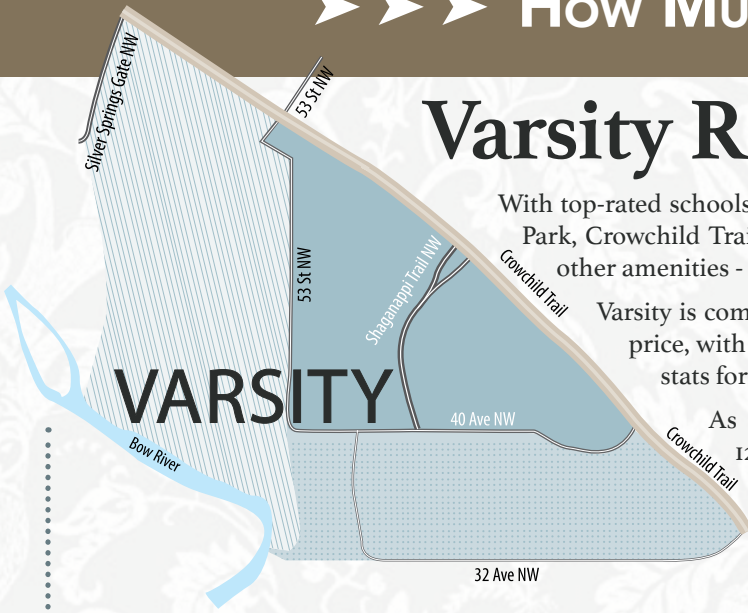 HOW MU
Varsity R
With top-rated schools
Park, Crowchild Trai
other amenities -
Varsity is com
price, with
stats for
As
12
Silver Springs Gate NW
53 St NW
53 St NW
Shaganappi Trail NW
Crowchild Trail
VARSITY
40 Ave NW
Bow River
Crowchild Trail
32 Ave NW